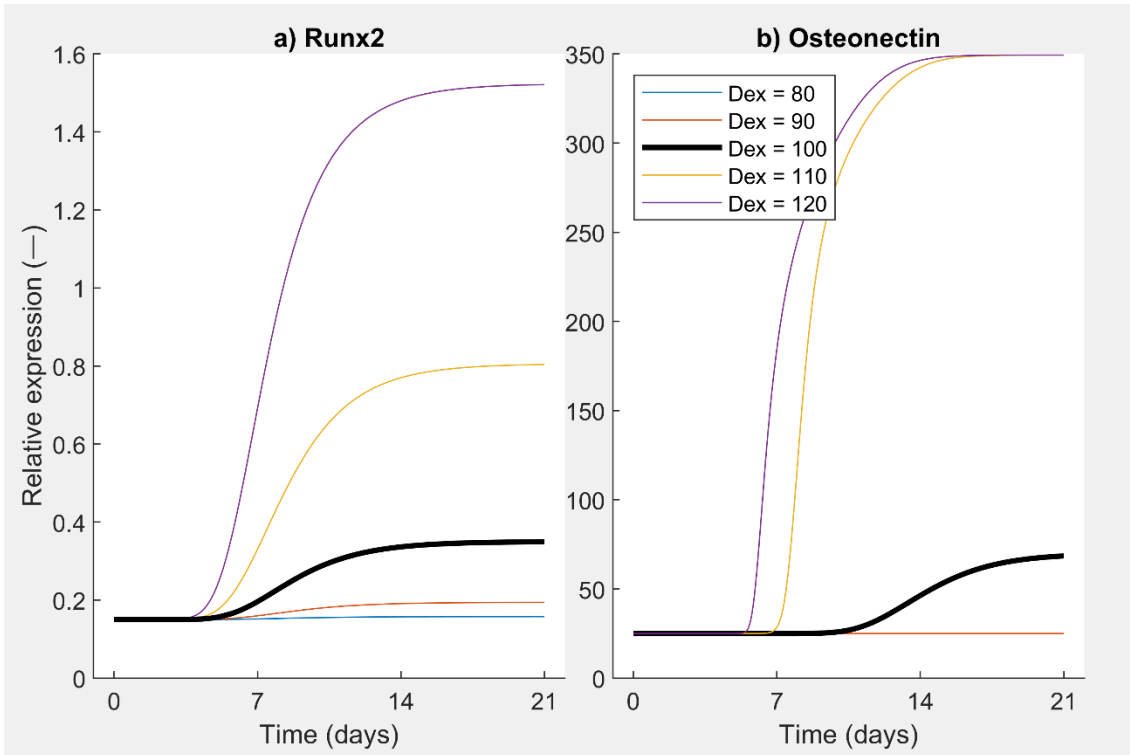 a) Runx2
1.6
1.4
1.2
1
0.8
0.6
0.4
0.2
0
Relative expression (—)
0
7
14
21
Time (days)
b) Osteonectin
350
300
250
200
150
100
50
0
Dex = 80
Dex = 90
Dex = 100
Dex = 110
Dex = 120
0
7
14
21
Time (days)